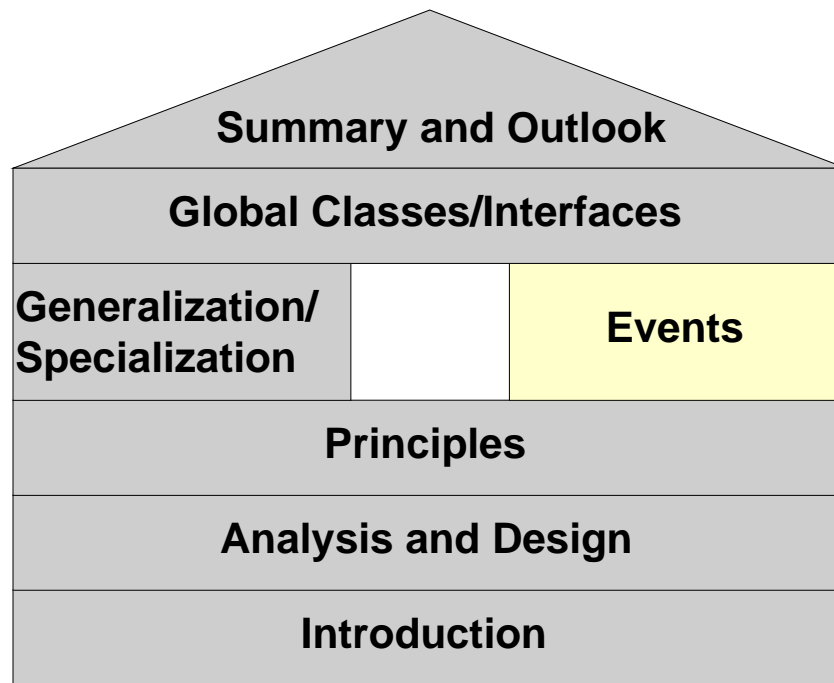 Summary and Outlook
Global Classes/Interfaces
Generalization/
Specialization
Events
Principles
Analysis and Design
Introduction